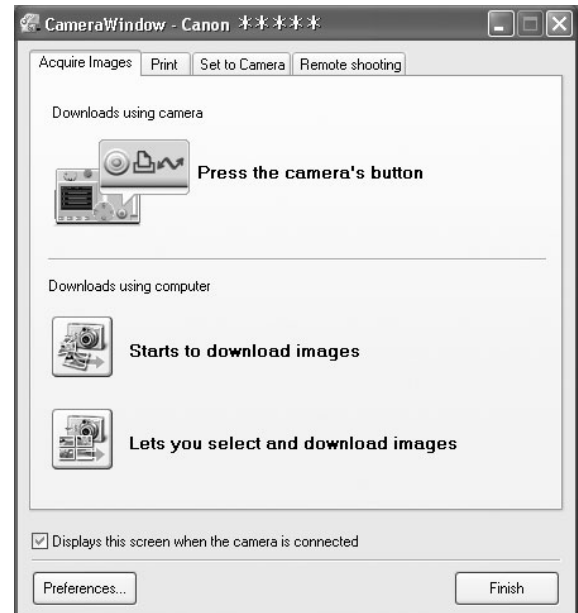 CameraWindow - Canon *****
Acquire Images Print Set to Camera Remote shooting
Downloads using camera
Press the camera's button
Downloads using computer
Starts to download images
Lets you select and download images
Displays this screen when the camera is connected
Preferences... Finish